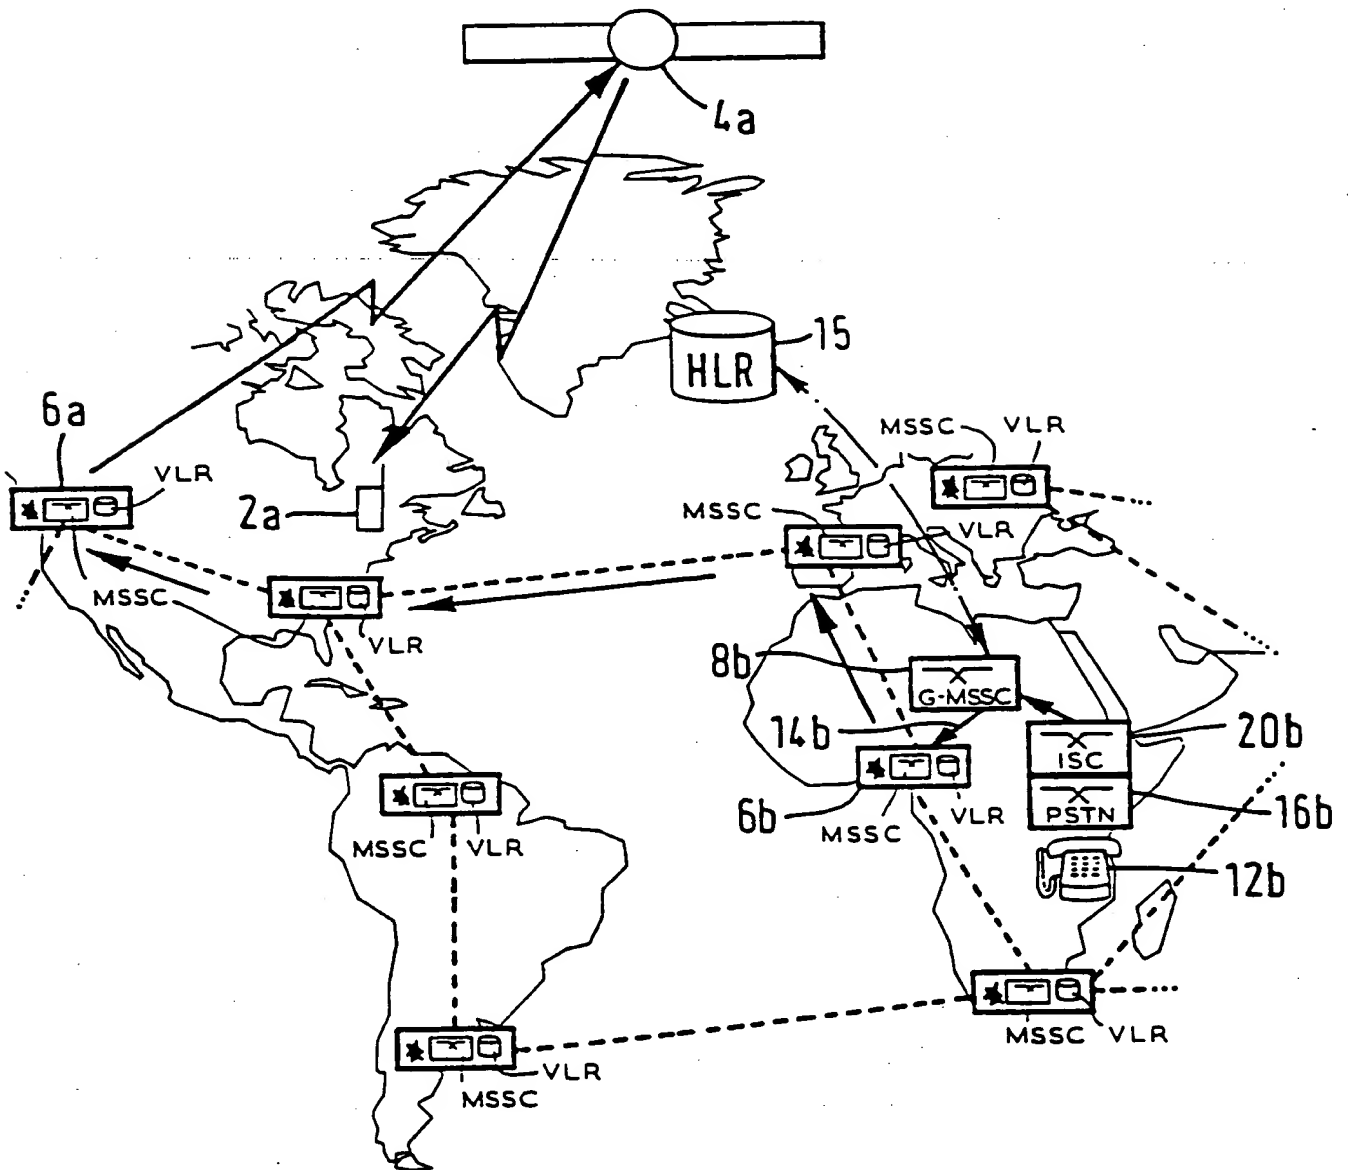 4a
15
HLR
6a
MSSC
VLR
VLR
2a
MSSC
VLR
MSSC
VLR
8b
G-MSSC
14b
20b
ISC
6b
MSSC
VLR
PSTN
16b
MSSC
VLR
12b
MSSC
VLR
VLR
MSSC